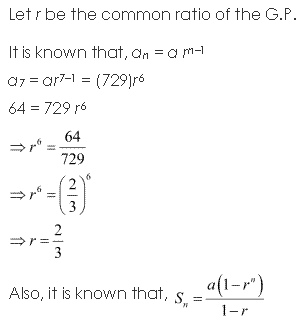 Let r be the common ratio of the G.P.
It is known that, aₙ = a rⁿ⁻¹
a₇ = ar⁷⁻¹ = (729)r⁶
64 = 729 r⁶
⇒ r⁶ = 64/729
⇒ r⁶ = (2/3)⁶
⇒ r = 2/3
Also, it is known that, Sₙ = a(1−rⁿ)/1−r